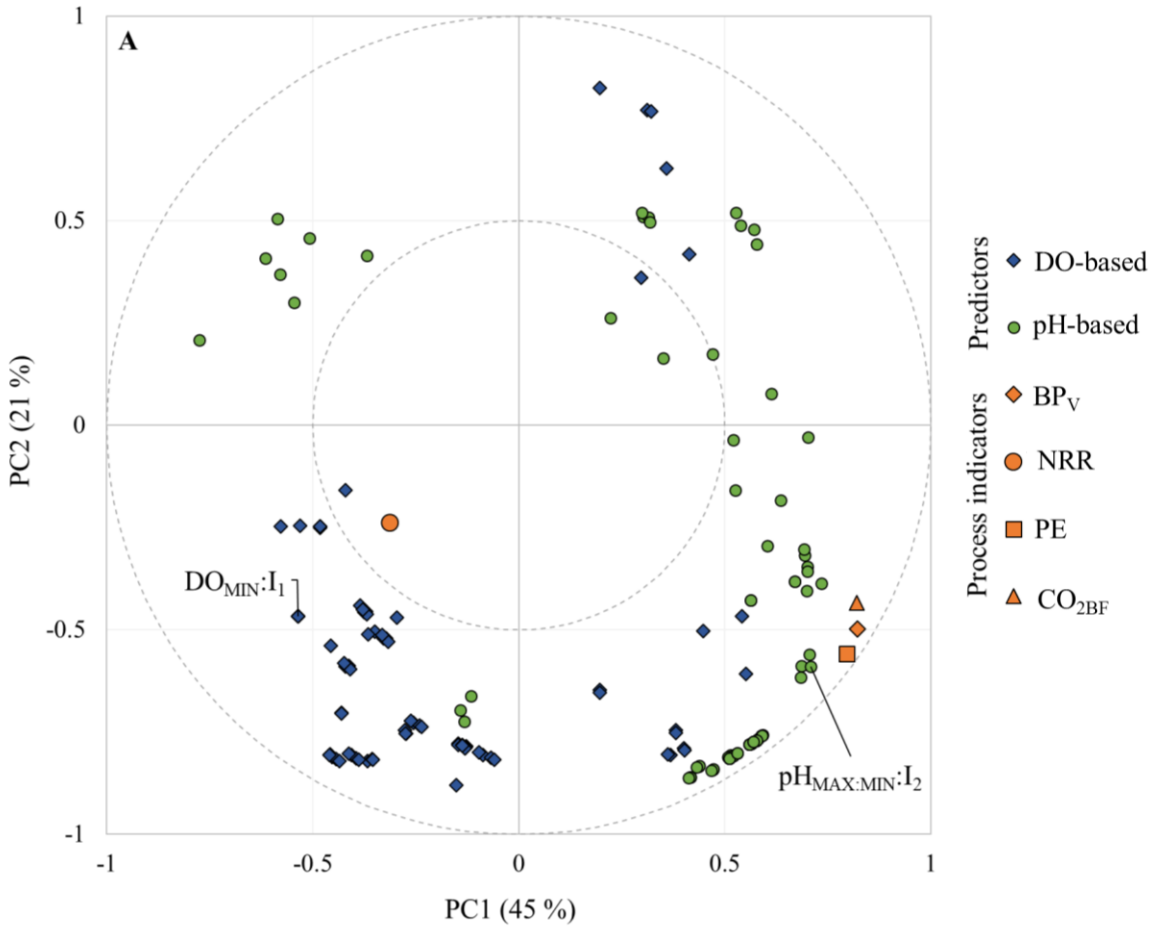 A
1
0.5
0
-0.5
-1
-1
-0.5
0
0.5
1
PC2 (21 %)
PC1 (45 %)
DO_MIN:I_1
pH_MAX:MIN:I_2
Predictors
DO-based
pH-based
Process indicators
BP_V
NRR
PE
CO_2BF